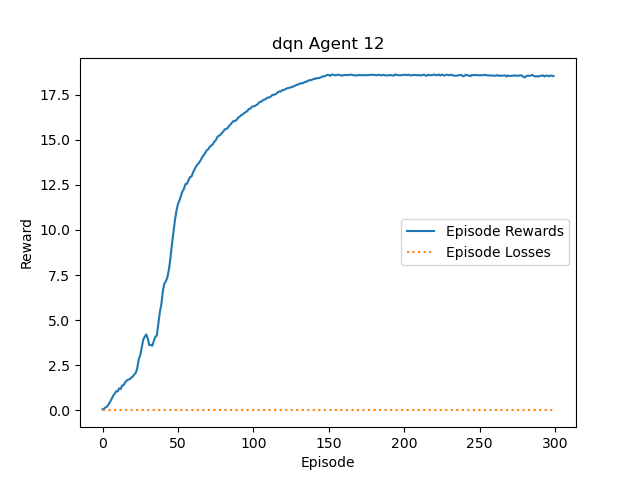 dqn Agent 12
17.5
15.0
12.5
10.0
7.5
5.0
2.5
0.0
Reward
Episode Rewards
Episode Losses
0 50 100 150 200 250 300
Episode